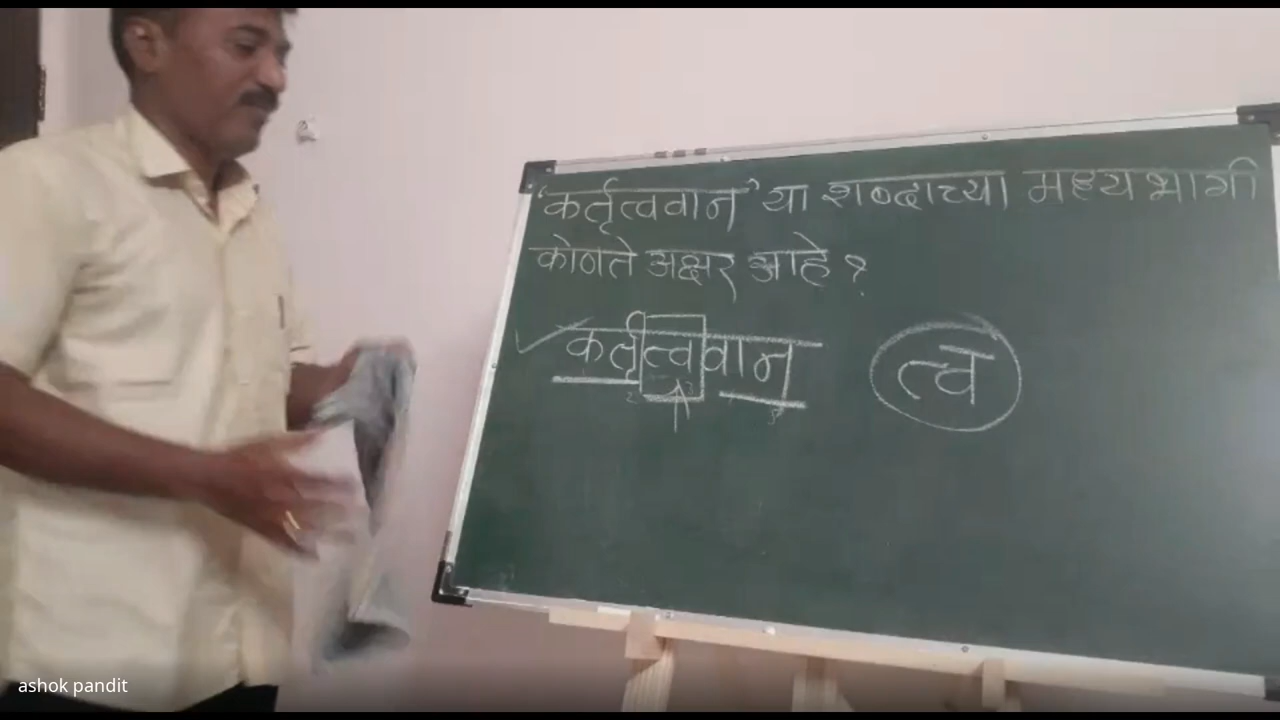 'कर्तृत्ववान' या शब्दाच्या मध्यभागी
कोणते अक्षर आहे ?
कर्तृत्ववान त्व
ashok pandit